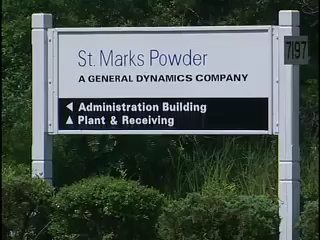 St. Marks Powder
A GENERAL DYNAMICS COMPANY
7197
◀ Administration Building
▲ Plant & Receiving